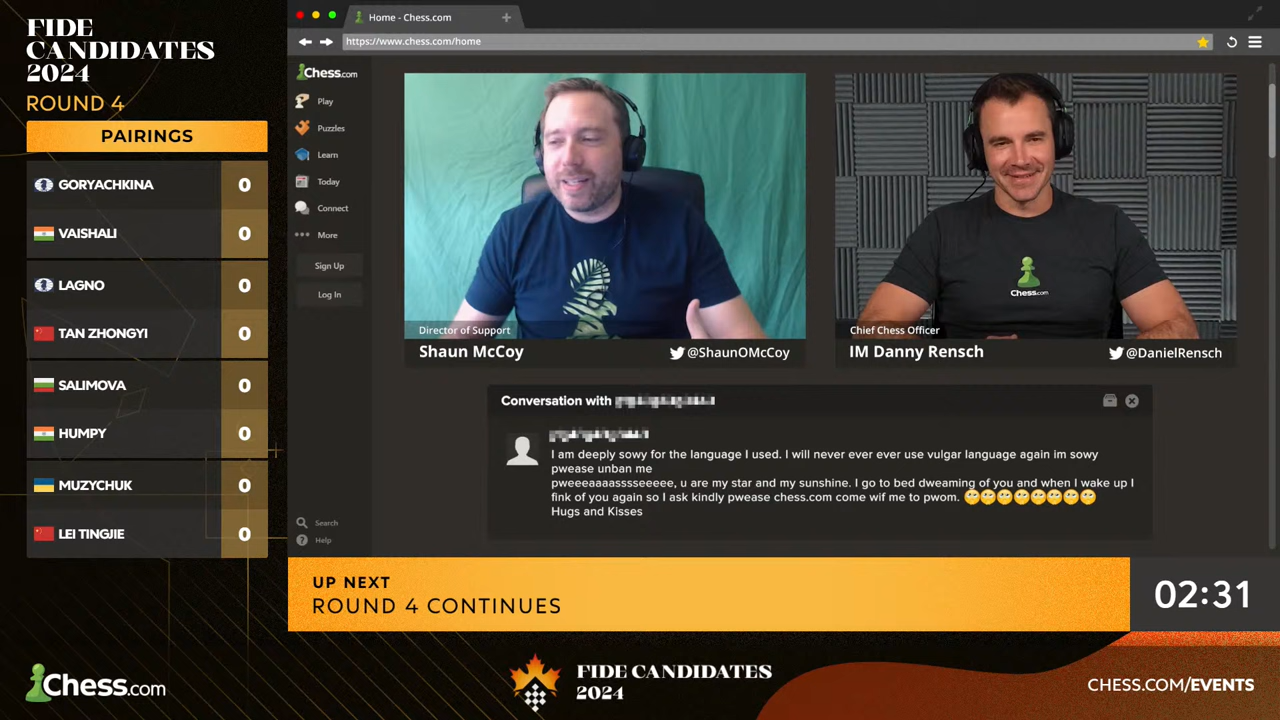 FIDE
CANDIDATES
2024
ROUND 4
PAIRINGS
GORYACHKINA 0
VAISHALI 0
LAGNO 0
TAN ZHONGYI 0
SALIMOVA 0
HUMPY 0
MUZYCHUK 0
LEI TINGJIE 0
Chess.com
Home - Chess.com
https://www.chess.com/home
Chess.com
Play
Puzzles
Learn
Today
Connect
More
Sign Up
Log In
Search
Help
Director of Support
Shaun McCoy @ShaunOMcCoy
Chess.com
Chief Chess Officer
IM Danny Rensch @DanielRensch
Conversation with
I am deeply sowy for the language I used. I will never ever ever use vulgar language again im sowy
pwease unban me
pweeeaaaasssseeeee, u are my star and my sunshine. I go to bed dweaming of you and when I wake up I
fink of you again so I ask kindly pwease chess.com come wif me to pwom. 🙄🙄🙄🙄🙄🙄🙄🙄
Hugs and Kisses
UP NEXT
ROUND 4 CONTINUES
02:31
FIDE CANDIDATES
2024
CHESS.COM/EVENTS